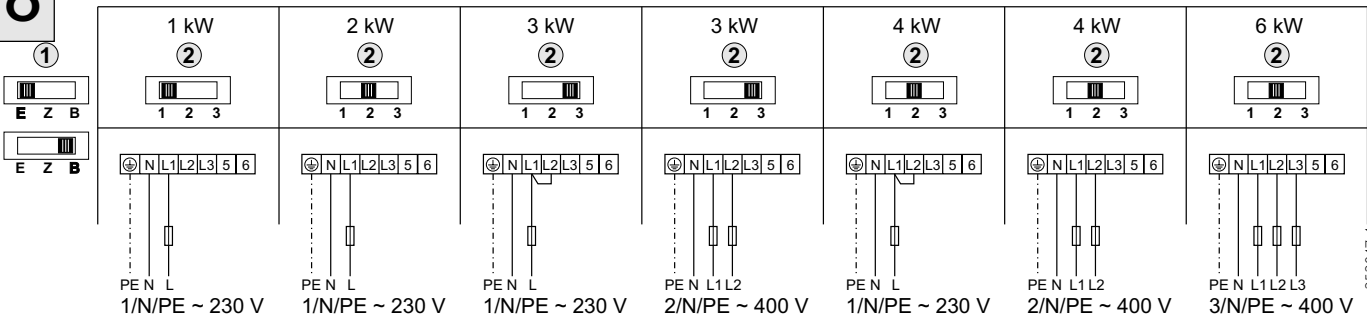 1 kW 2 kW 3 kW 3 kW 4 kW 4 kW 6 kW
1 2 2 2 2 2 2 2
E Z B 1 2 3 1 2 3 1 2 3 1 2 3 1 2 3 1 2 3 1 2 3
E Z B N L1 L2 L3 5 6 N L1 L2 L3 5 6 N L1 L2 L3 5 6 N L1 L2 L3 5 6 N L1 L2 L3 5 6 N L1 L2 L3 5 6 N L1 L2 L3 5 6
PE N L PE N L PE N L PE N L1 L2 PE N L PE N L1 L2 PE N L1 L2 L3
1/N/PE ~ 230 V 1/N/PE ~ 230 V 1/N/PE ~ 230 V 2/N/PE ~ 400 V 1/N/PE ~ 230 V 2/N/PE ~ 400 V 3/N/PE ~ 400 V